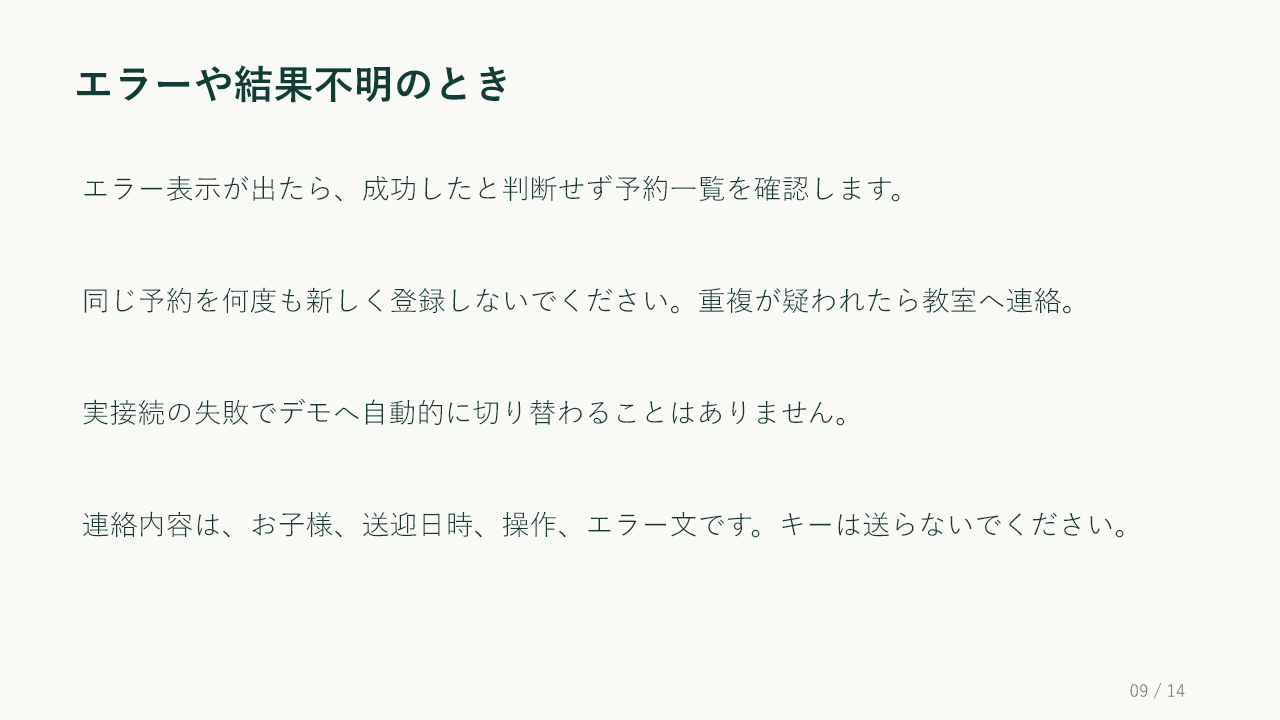 エラーや結果不明のとき
エラー表示が出たら、成功したと判断せず予約一覧を確認します。
同じ予約を何度も新しく登録しないでください。重複が疑われたら教室へ連絡。
実接続の失敗でデモへ自動的に切り替わることはありません。
連絡内容は、お子様、送迎日時、操作、エラー文です。キーは送らないでください。
09 / 14